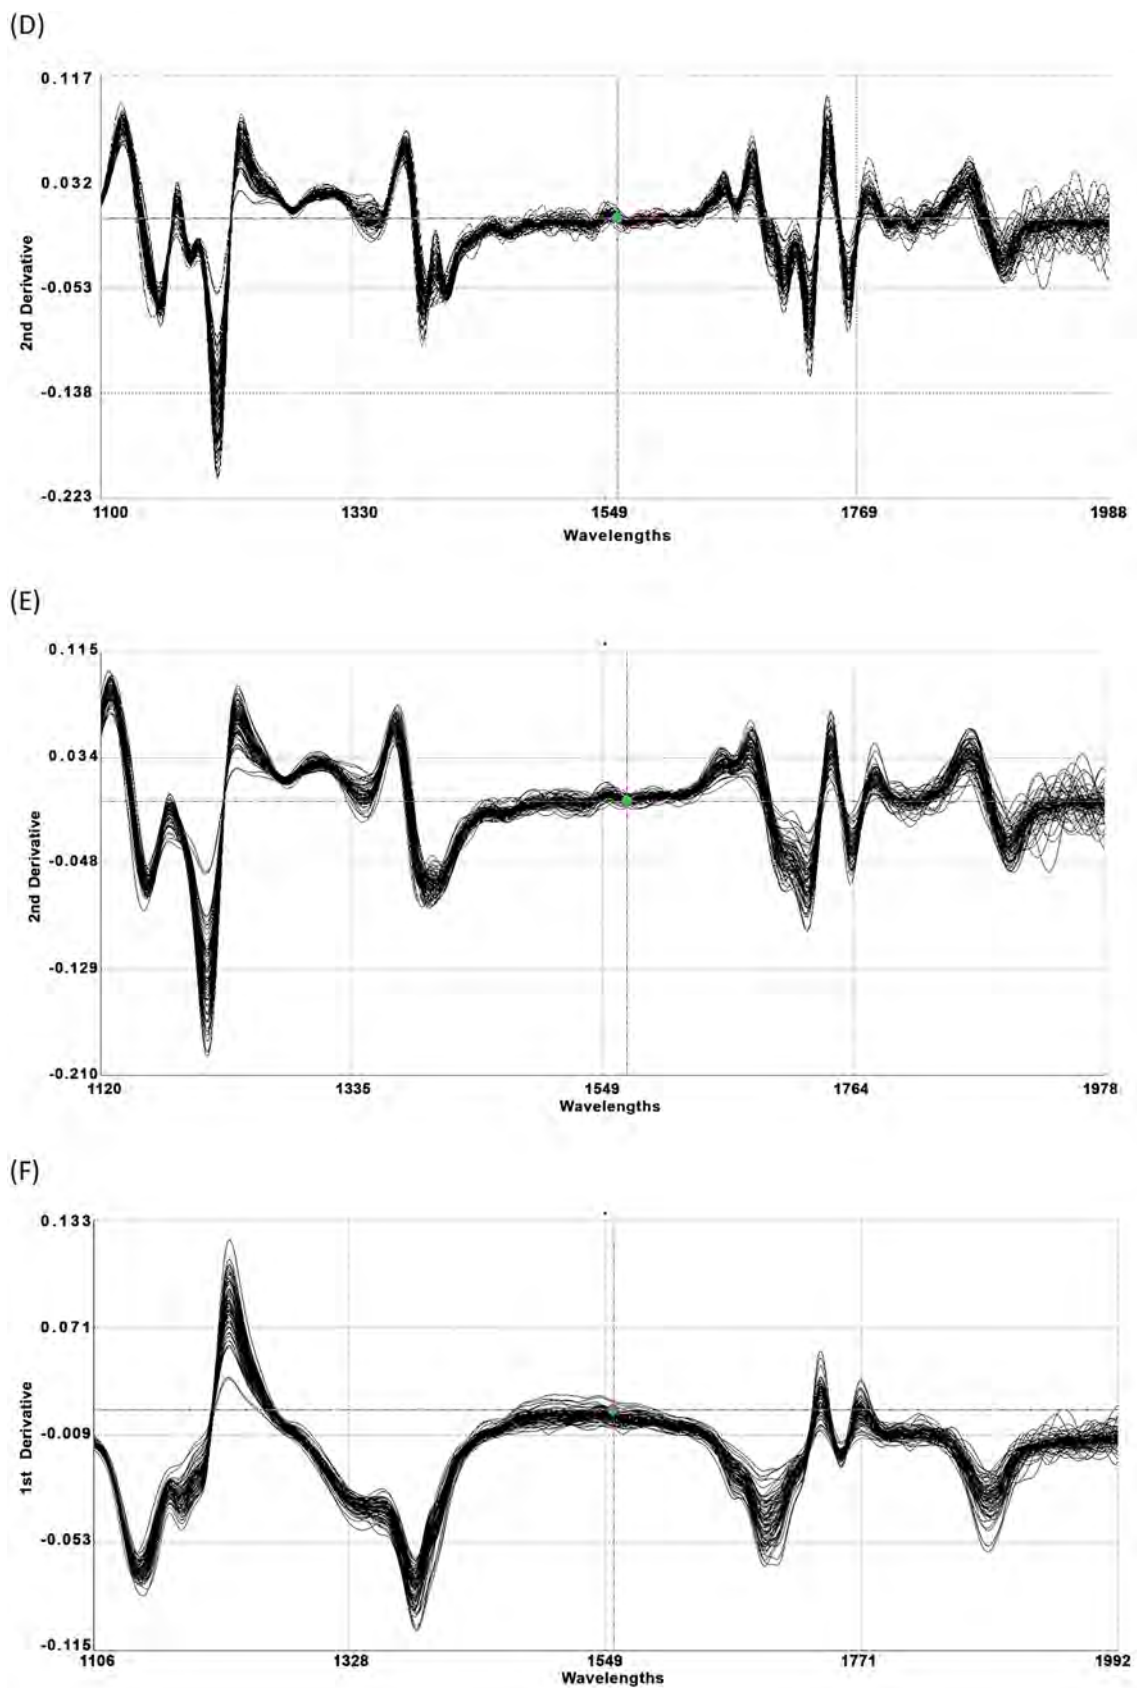 (D)
0.117
0.032
-0.053
-0.138
-0.223
2nd Derivative
1100 1330 1549 1769 1988
Wavelengths
(E)
0.115
0.034
-0.048
-0.129
-0.210
2nd Derivative
1120 1335 1549 1764 1978
Wavelengths
(F)
0.133
0.071
-0.009
-0.053
-0.115
1st Derivative
1106 1328 1549 1771 1992
Wavelengths